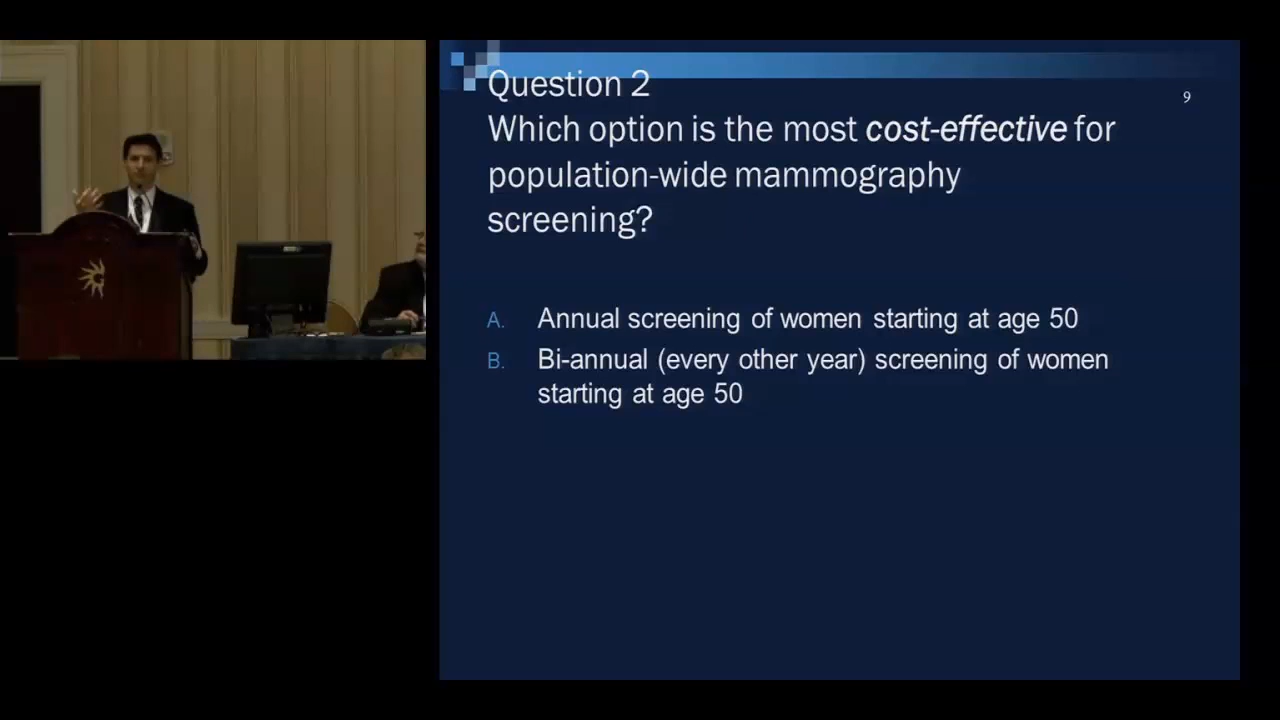 Question 2
9
Which option is the most cost-effective for
population-wide mammography
screening?
A. Annual screening of women starting at age 50
B. Bi-annual (every other year) screening of women
starting at age 50